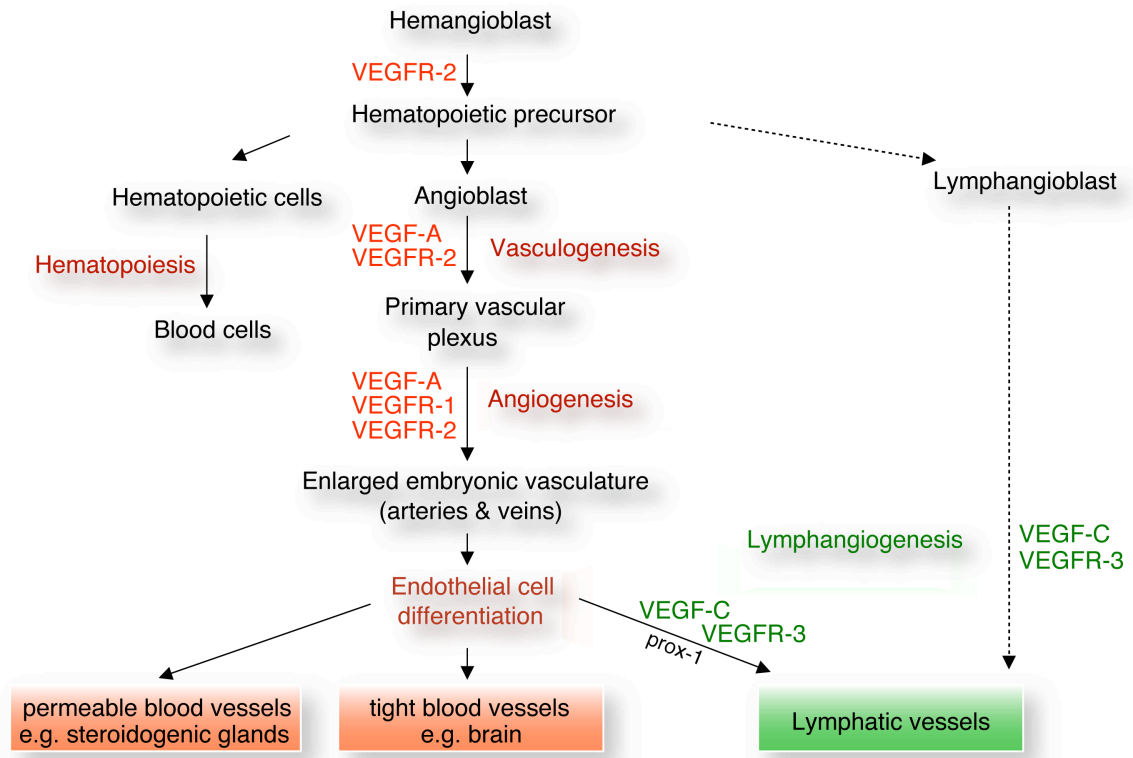 Hemangioblast
VEGFR-2
Hematopoietic precursor
Hematopoietic cells
Angioblast
Lymphangioblast
VEGF-A
VEGFR-2
Vasculogenesis
Hematopoiesis
Blood cells
Primary vascular
plexus
VEGF-A
VEGFR-1
VEGFR-2
Angiogenesis
Enlarged embryonic vasculature
(arteries & veins)
Lymphangiogenesis
VEGF-C
VEGFR-3
Endothelial cell
differentiation
VEGF-C
VEGFR-3
prox-1
permeable blood vessels
e.g. steroidogenic glands
tight blood vessels
e.g. brain
Lymphatic vessels